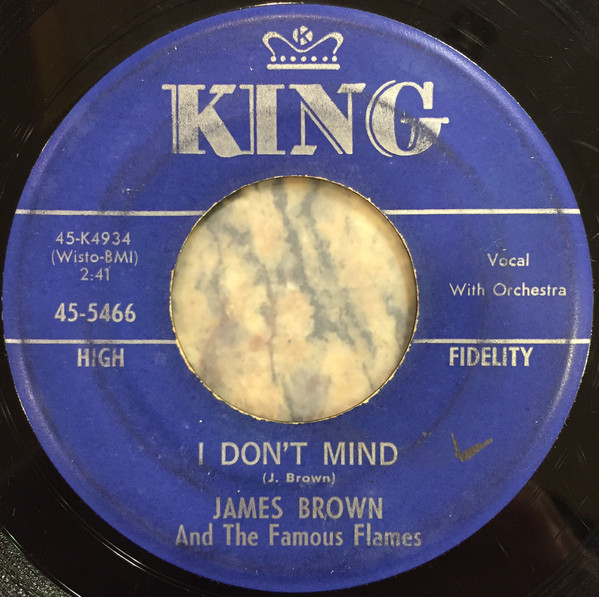 K
KING
45-K4934
(Wisto-BMI)
2:41
45-5466
Vocal
With Orchestra
HIGH FIDELITY
I DON'T MIND
(J. Brown)
JAMES BROWN
And The Famous Flames